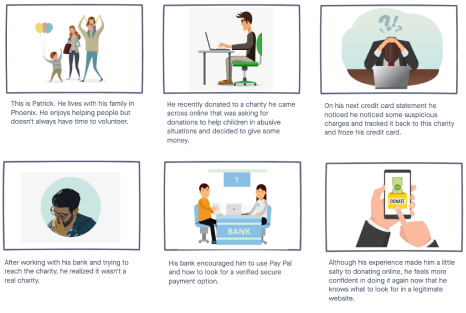 This is Patrick. He lives with his family in
Phoenix. He enjoys helping people but
doesn't always have time to volunteer.
He recently donated to a charity he came
across online that was asking for
donations to help children in abusive
situations and decided to give some
money.
?!?
On his next credit card statement he
noticed he noticed some suspicious
charges and tracked it back to this charity
and froze his credit card.
After working with his bank and trying to
reach the charity, he realized it wasn't a
real charity.
1
BANK
His bank encouraged him to use Pay Pal
and how to look for a verified secure
payment option.
DONATE
Although his experience made him a little
salty to donating online, he feels more
confident in doing it again now that he
knows what to look for in a legitimate
website.